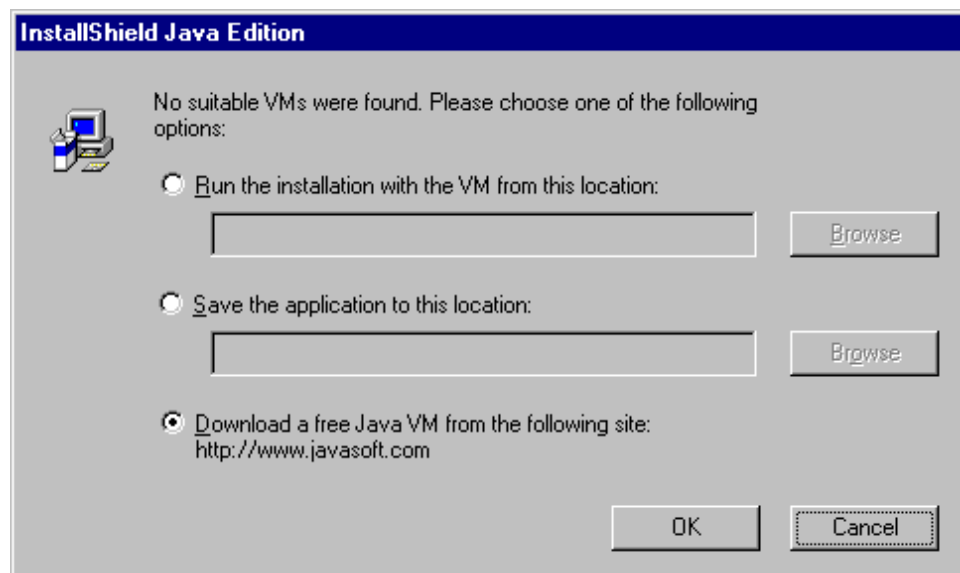 InstallShield Java Edition
No suitable VMs were found. Please choose one of the following
options:
Run the installation with the VM from this location:
Browse
Save the application to this location:
Browse
Download a free Java VM from the following site:
http://www.javasoft.com
OK
Cancel